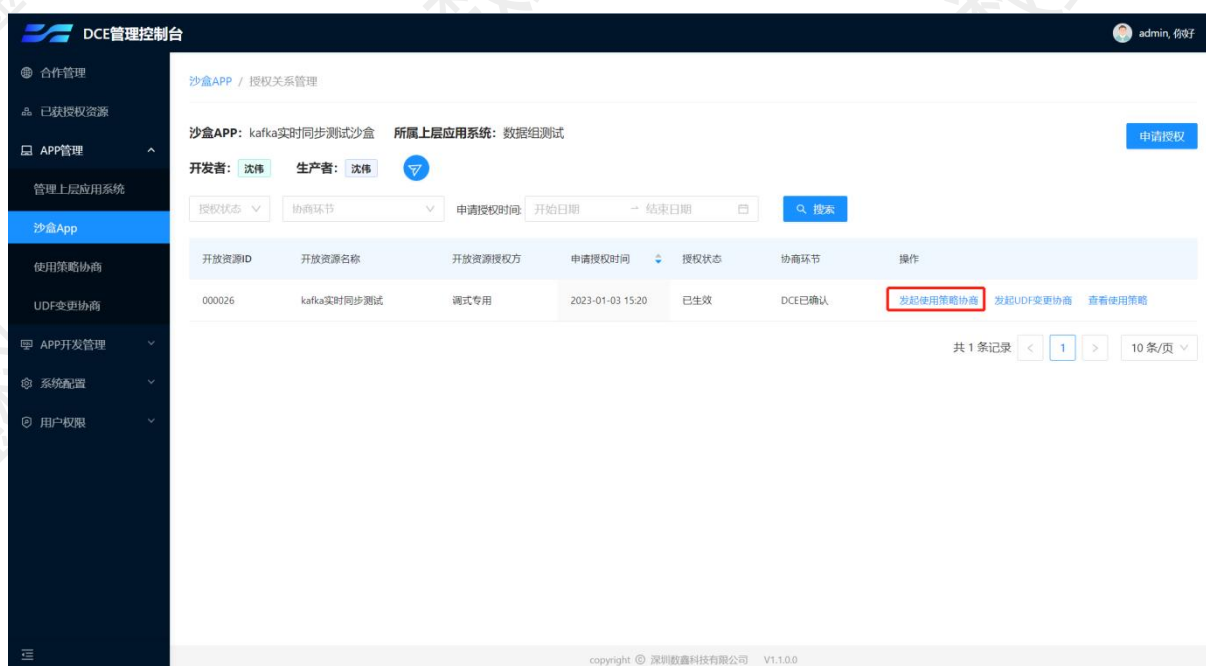 DCE管理控制台
admin, 你好
合作管理
已获授权资源
APP管理
管理上层应用系统
沙盒App
使用策略协商
UDF变更协商
APP开发管理
系统配置
用户权限
沙盒APP / 授权关系管理
沙盒APP：kafka实时同步测试沙盒 所属上层应用系统：数据组测试
申请授权
开发者：沈伟 生产者：沈伟
授权状态 协商环节 申请授权时间: 开始日期 → 结束日期 搜索
开放资源ID 开放资源名称 开放资源授权方 申请授权时间 授权状态 协商环节 操作
000026 kafka实时同步测试 调式专用 2023-01-03 15:20 已生效 DCE已确认 发起使用策略协商 发起UDF变更协商 查看使用策略
共 1 条记录 < 1 > 10 条/页
copyright © 深圳数鑫科技有限公司 V1.1.0.0